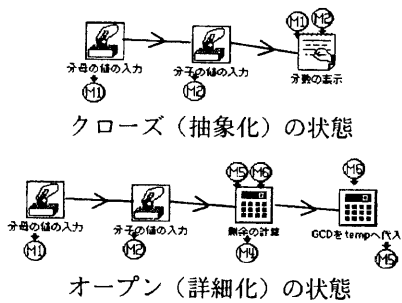 M1 M2
分母の値の入力 分子の値の入力 分数の表示
M1 M2
クローズ（抽象化）の状態
M5 M6 M6
分母の値の入力 分子の値の入力 剰余の計算 GCDをtempへ代入
M1 M2 M4 M5
オープン（詳細化）の状態